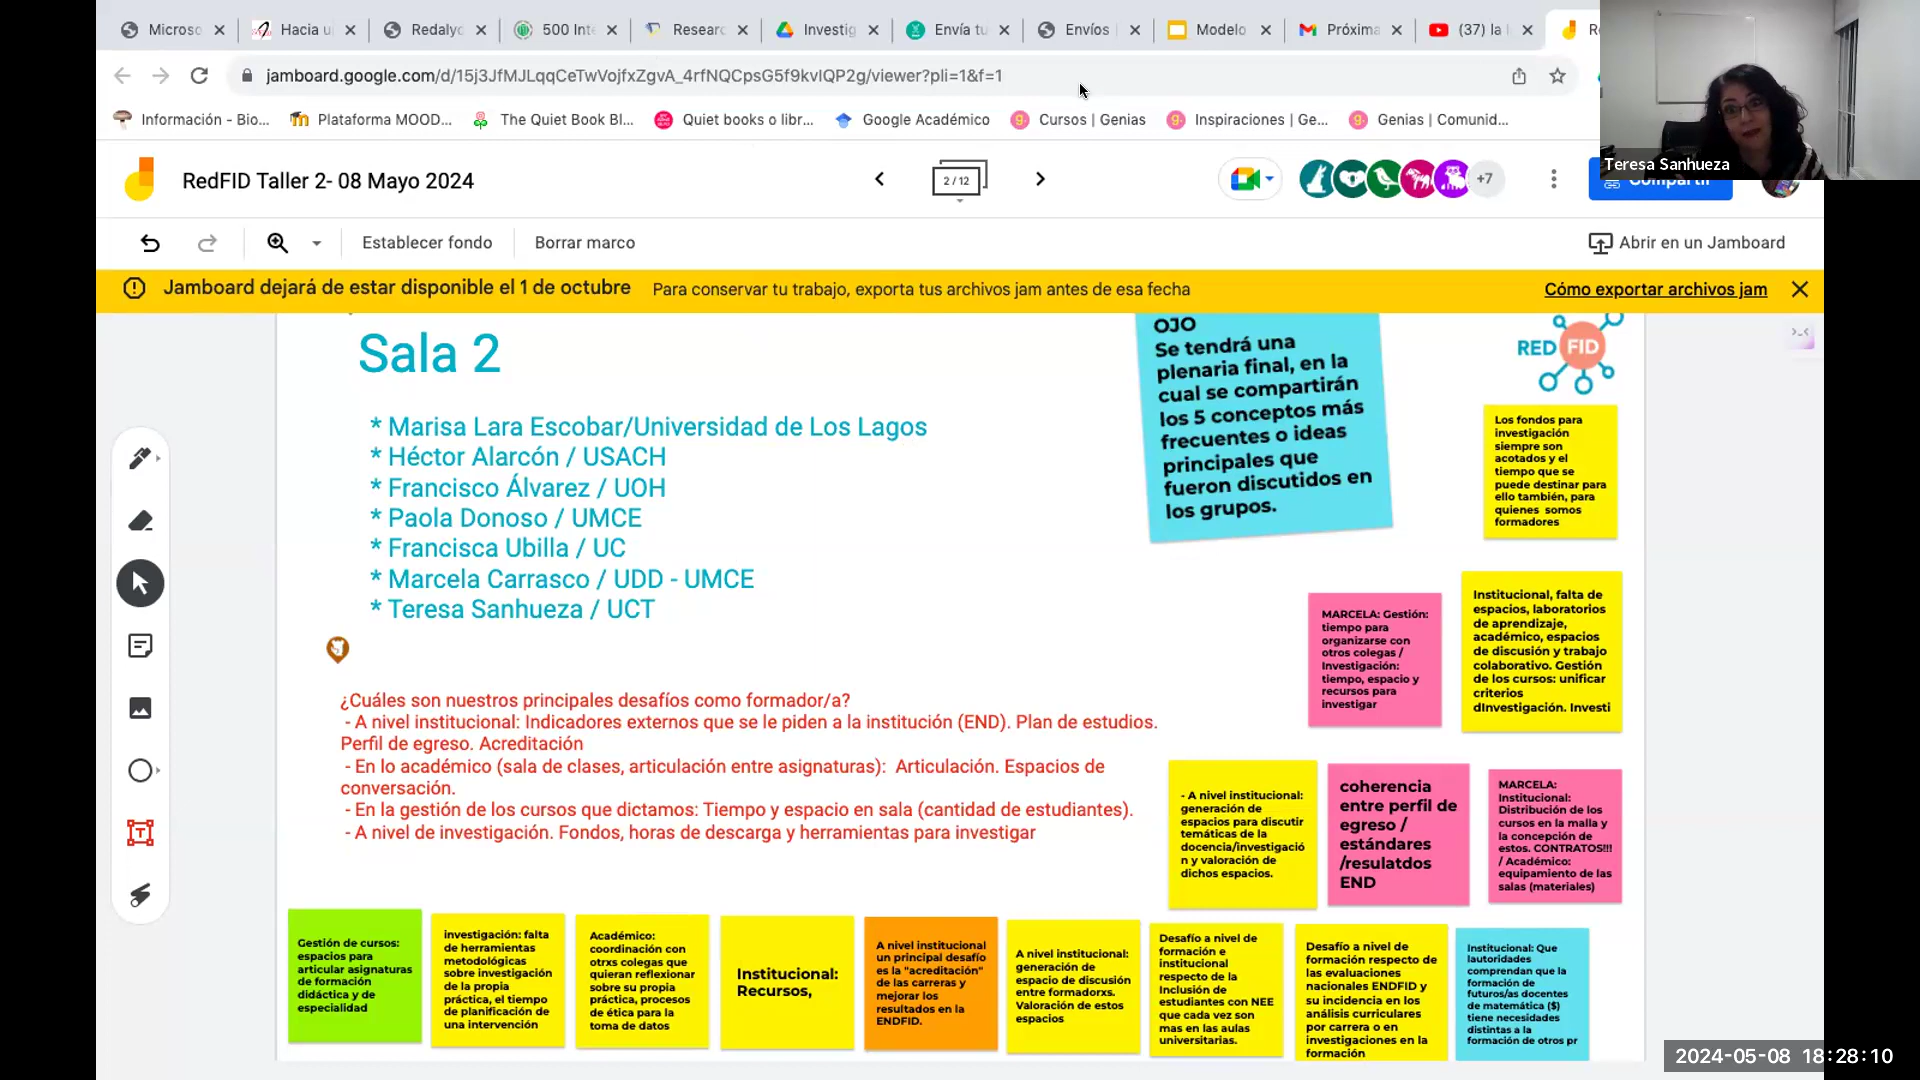 Microso
Hacia u
Redalyc
500 Inte
Researc
Investig
Envía tu
Envíos
Modelo
Próxima
(37) la l
jamboard.google.com/d/15j3JfMJLqqCeTwVojfxZgvA_4rfNQCpsG5f9kvIQP2g/viewer?pli=1&f=1
Información - Bio...
Plataforma MOOD...
The Quiet Book Bl...
Quiet books o libr...
Google Académico
Cursos | Genias
Inspiraciones | Ge...
Genias | Comunid...
Teresa Sanhueza
RedFID Taller 2- 08 Mayo 2024
2 / 12
+7
Compartir
Establecer fondo
Borrar marco
Abrir en un Jamboard
Jamboard dejará de estar disponible el 1 de octubre
Para conservar tu trabajo, exporta tus archivos jam antes de esa fecha
Cómo exportar archivos jam
Sala 2
* Marisa Lara Escobar/Universidad de Los Lagos
* Héctor Alarcón / USACH
* Francisco Álvarez / UOH
* Paola Donoso / UMCE
* Francisca Ubilla / UC
* Marcela Carrasco / UDD - UMCE
* Teresa Sanhueza / UCT
OJO
Se tendrá una
plenaria final, en la
cual se compartirán
los 5 conceptos más
frecuentes o ideas
principales que
fueron discutidos en
los grupos.
RED FID
Los fondos para
investigación
siempre son
acotados y el
tiempo que se
puede destinar para
ello también, para
quienes somos
formadores
MARCELA: Gestión:
tiempo para
organizarse con
otros colegas /
Investigación:
tiempo, espacio y
recursos para
investigar
Institucional, falta de
espacios, laboratorios
de aprendizaje,
académico, espacios
de discusión y trabajo
colaborativo. Gestión
de los cursos: unificar
criterios
dInvestigación. Investi
¿Cuáles son nuestros principales desafíos como formador/a?
- A nivel institucional: Indicadores externos que se le piden a la institución (END). Plan de estudios.
Perfil de egreso. Acreditación
- En lo académico (sala de clases, articulación entre asignaturas): Articulación. Espacios de
conversación.
- En la gestión de los cursos que dictamos: Tiempo y espacio en sala (cantidad de estudiantes).
- A nivel de investigación. Fondos, horas de descarga y herramientas para investigar
- A nivel institucional:
generación de
espacios para discutir
temáticas de la
docencia/investigació
n y valoración de
dichos espacios.
coherencia
entre perfil de
egreso /
estándares
/resulatdos
END
MARCELA:
Institucional:
Distribución de los
cursos en la malla y
la concepción de
estos. CONTRATOS!!!
/ Académico:
equipamiento de las
salas (materiales)
Gestión de cursos:
espacios para
articular asignaturas
de formación
didáctica y de
especialidad
investigación: falta
de herramientas
metodológicas
sobre investigación
de la propia
práctica, el tiempo
de planificación de
una intervención
Académico:
coordinación con
otrxs colegas que
quieran reflexionar
sobre su propia
práctica, procesos
de ética para la
toma de datos
Institucional:
Recursos,
A nivel institucional
un principal desafío
es la "acreditación"
de las carreras y
mejorar los
resultados en la
ENDFID.
A nivel institucional:
generación de
espacio de discusión
entre formadorxs.
Valoración de estos
espacios
Desafío a nivel de
formación e
institucional
respecto de la
Inclusión de
estudiantes con NEE
que cada vez son
mas en las aulas
universitarias.
Desafío a nivel de
formación respecto de
las evaluaciones
nacionales ENDFID y
su incidencia en los
análisis curriculares
por carrera o en
investigaciones en la
formación
Institucional: Que
lautoridades
comprendan que la
formación de
futuros/as docentes
de matemática ($)
tiene necesidades
distintas a la
formación de otros pr
2024-05-08 18:28:10